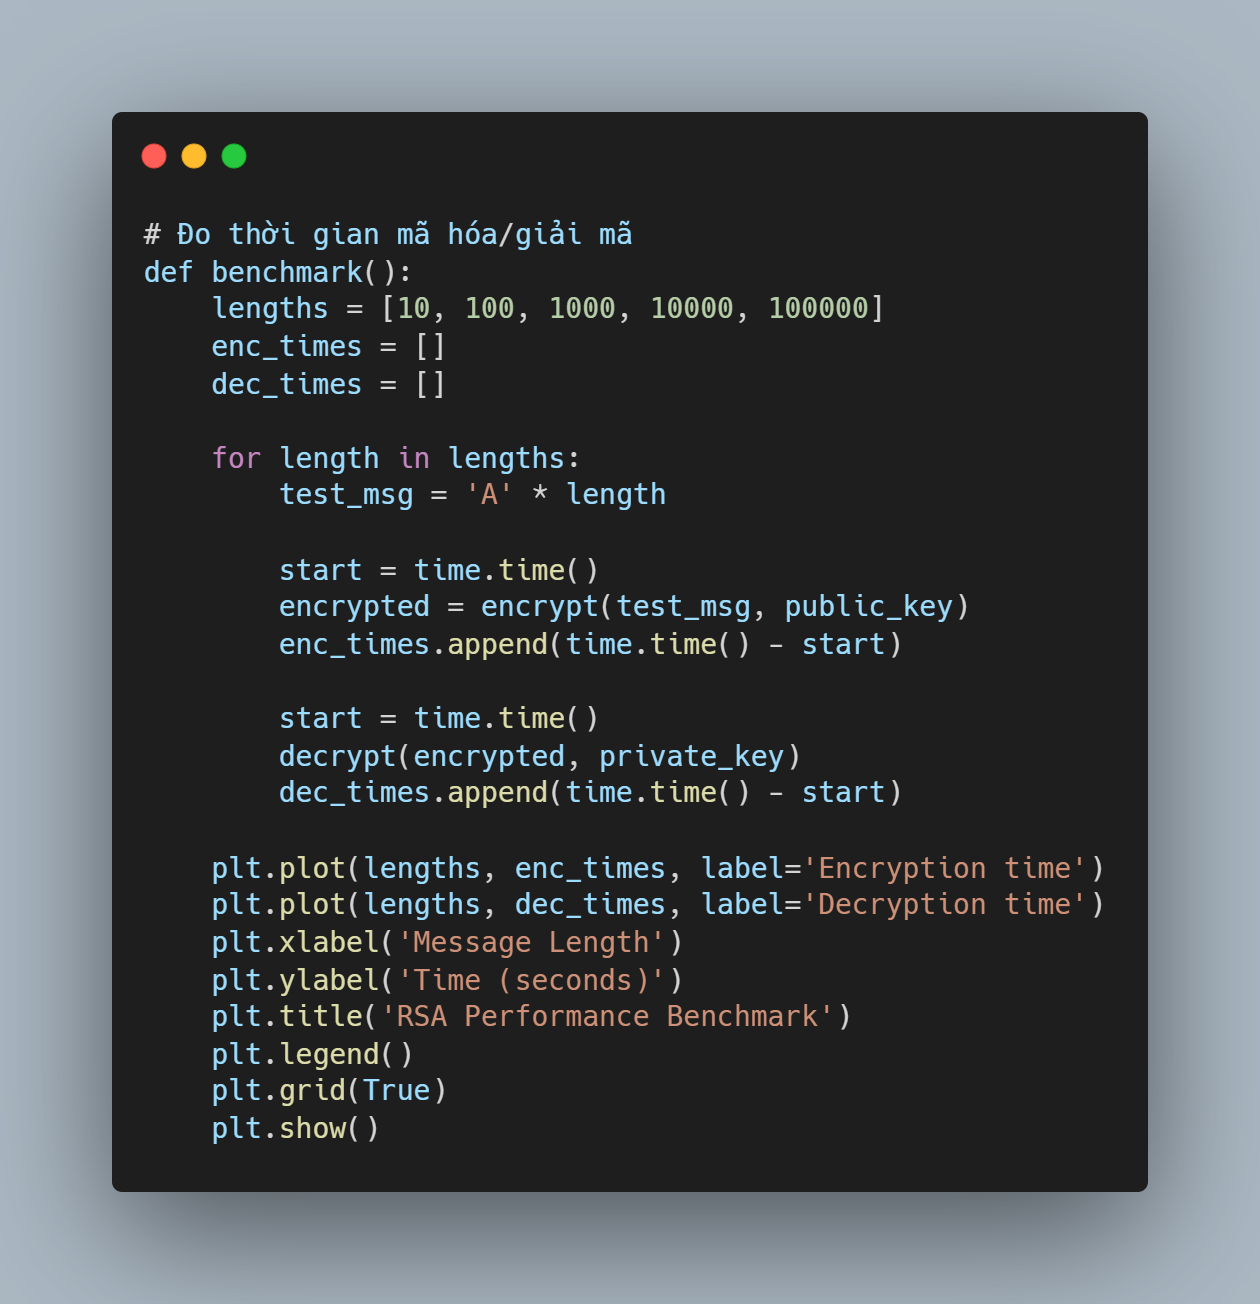 # Đo thời gian mã hóa/giải mã
def benchmark():
    lengths = [10, 100, 1000, 10000, 100000]
    enc_times = []
    dec_times = []

    for length in lengths:
        test_msg = 'A' * length

        start = time.time()
        encrypted = encrypt(test_msg, public_key)
        enc_times.append(time.time() - start)

        start = time.time()
        decrypt(encrypted, private_key)
        dec_times.append(time.time() - start)

    plt.plot(lengths, enc_times, label='Encryption time')
    plt.plot(lengths, dec_times, label='Decryption time')
    plt.xlabel('Message Length')
    plt.ylabel('Time (seconds)')
    plt.title('RSA Performance Benchmark')
    plt.legend()
    plt.grid(True)
    plt.show()